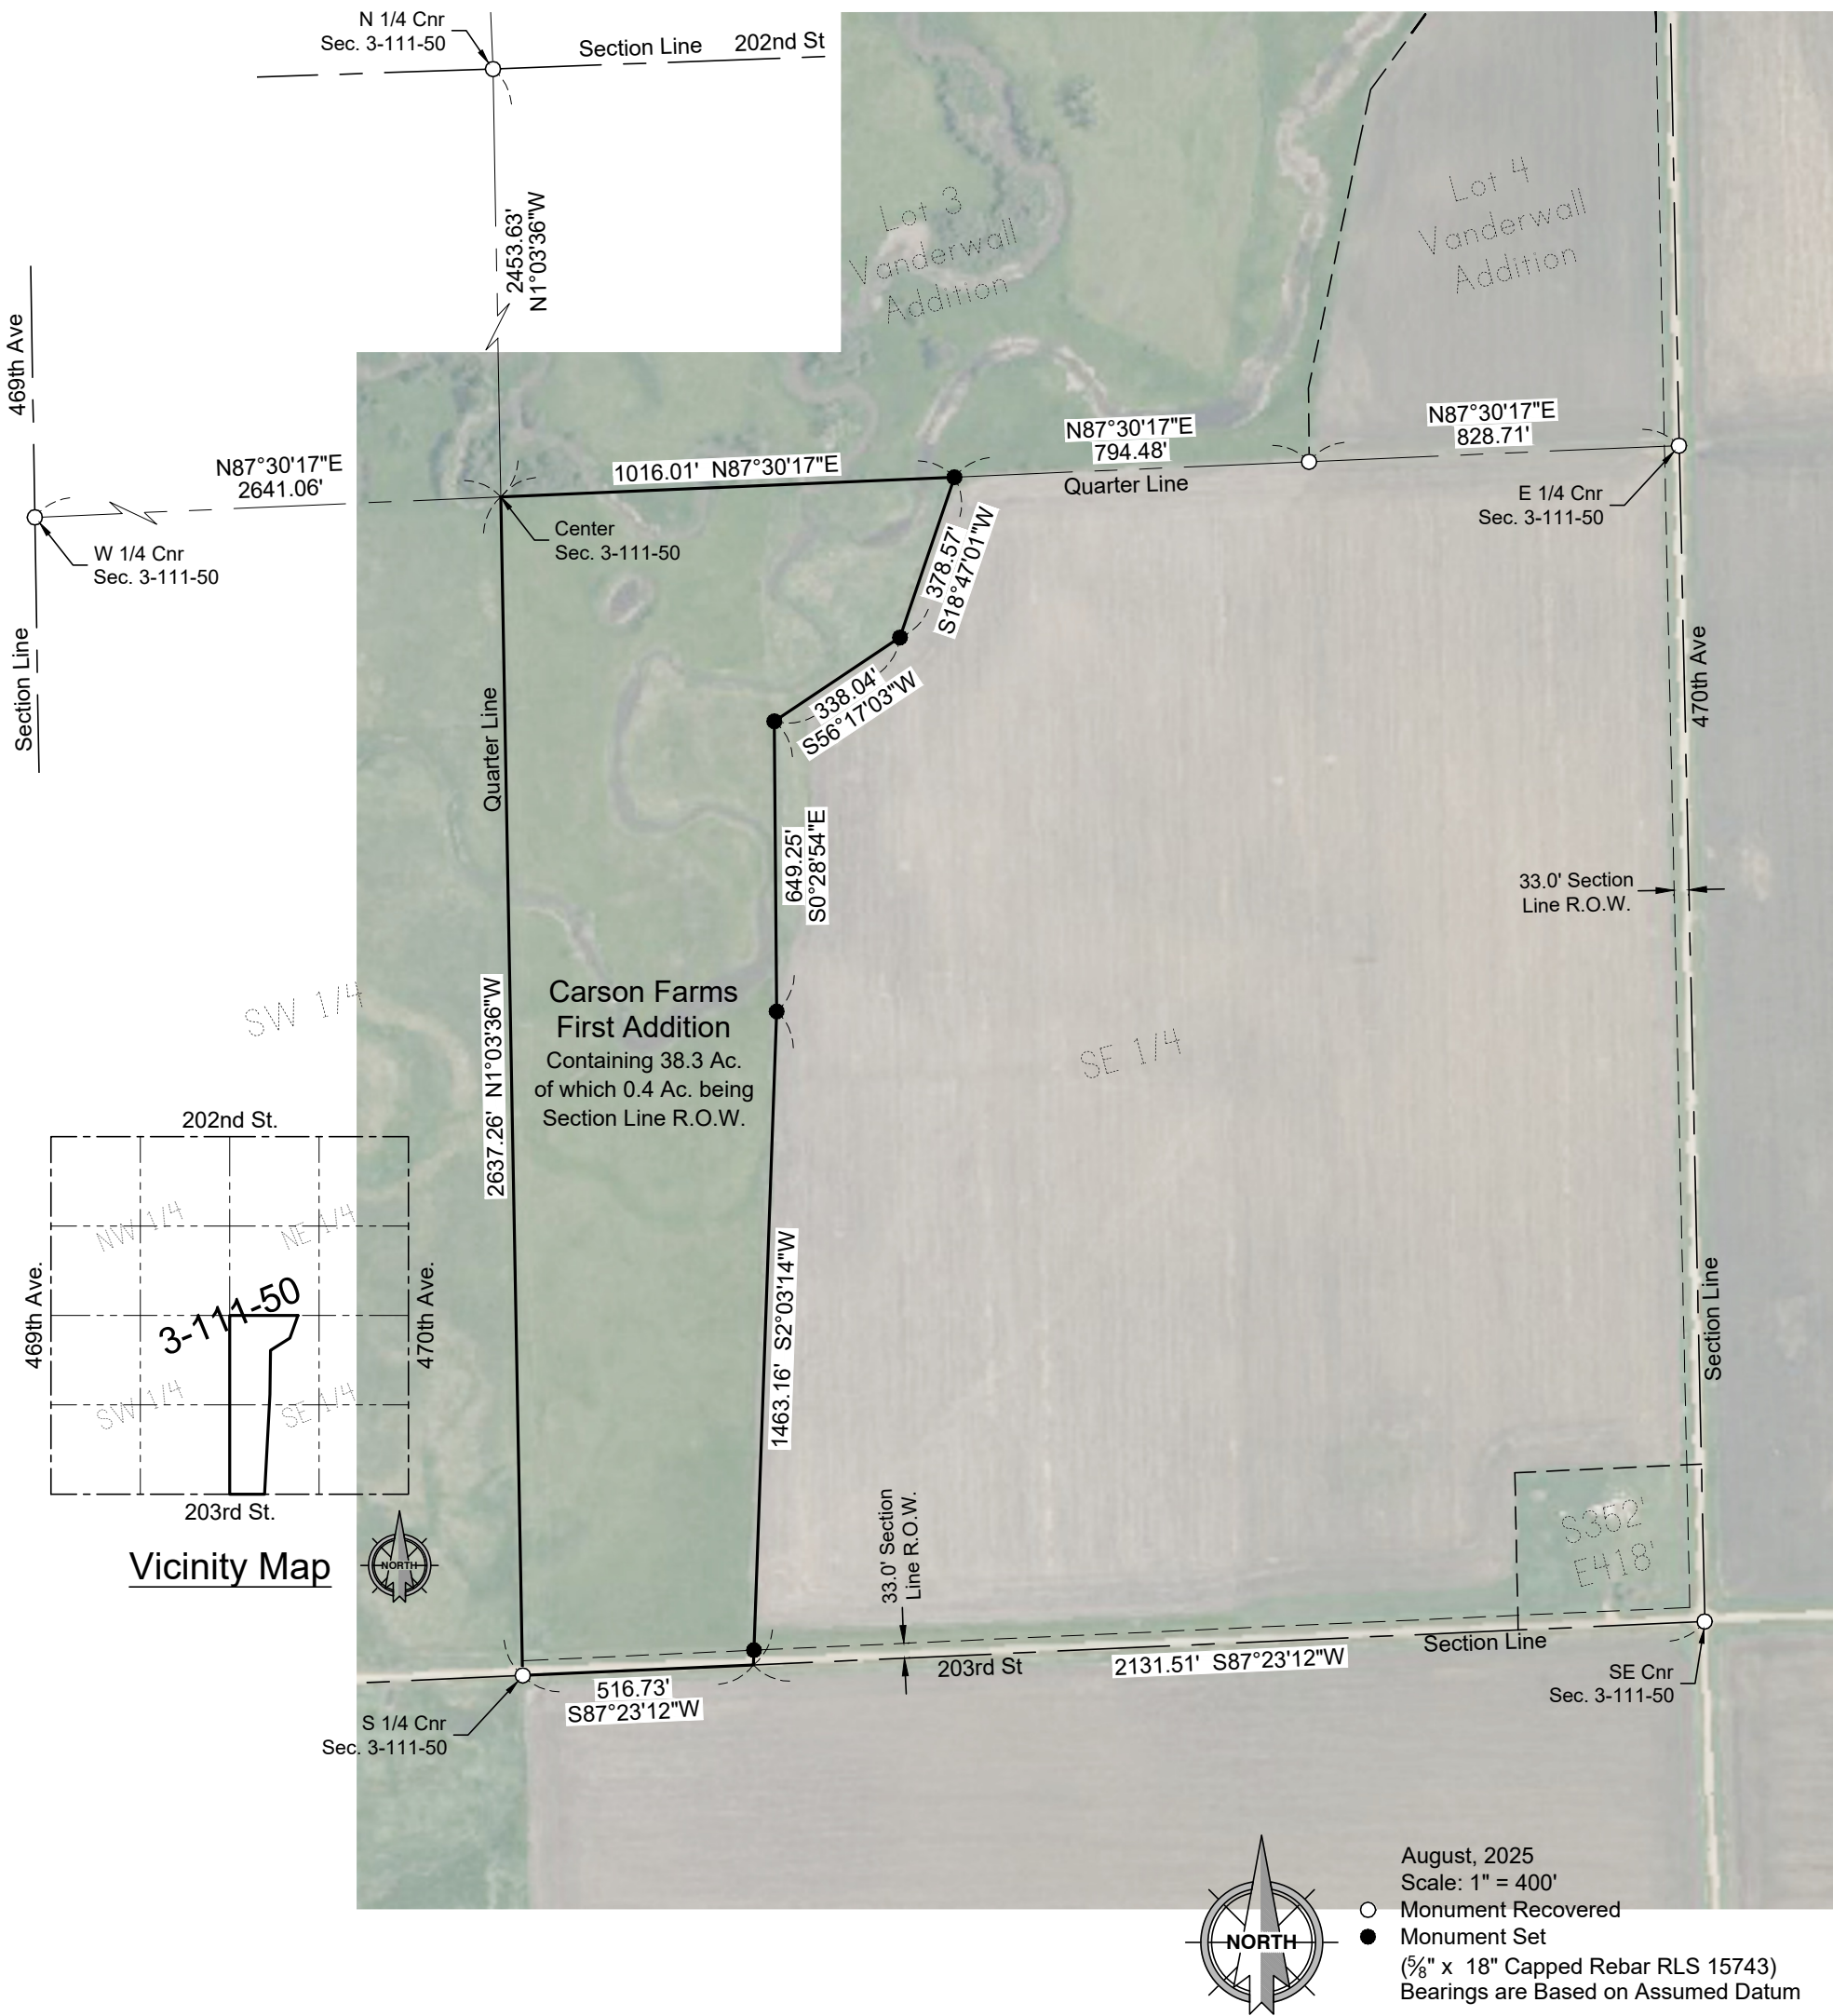 N 1/4 Cnr
Sec. 3-111-50
Section Line 202nd St
2453.63'
N1°03'36"W
Lot 3
Vanderwall
Addition
Lot 4
Vanderwall
Addition
469th Ave
Section Line
N87°30'17"E
2641.06'
W 1/4 Cnr
Sec. 3-111-50
1016.01' N87°30'17"E
Center
Sec. 3-111-50
N87°30'17"E
794.48'
Quarter Line
N87°30'17"E
828.71'
E 1/4 Cnr
Sec. 3-111-50
378.57'
S18°47'01"W
338.04'
S56°17'03"W
Quarter Line
649.25'
S0°28'54"E
470th Ave
33.0' Section
Line R.O.W.
SW 1/4
2637.26' N1°03'36"W
Carson Farms
First Addition
Containing 38.3 Ac.
of which 0.4 Ac. being
Section Line R.O.W.
SE 1/4
1463.16' S2°03'14"W
Section Line
202nd St.
NW 1/4
NE 1/4
469th Ave.
3-111-50
470th Ave.
SW 1/4
SE 1/4
203rd St.
Vicinity Map
NORTH
33.0' Section
Line R.O.W.
S352'
E418'
516.73'
S87°23'12"W
203rd St
2131.51' S87°23'12"W
Section Line
S 1/4 Cnr
Sec. 3-111-50
SE Cnr
Sec. 3-111-50
NORTH
August, 2025
Scale: 1" = 400'
Monument Recovered
Monument Set
(⅝" x 18" Capped Rebar RLS 15743)
Bearings are Based on Assumed Datum